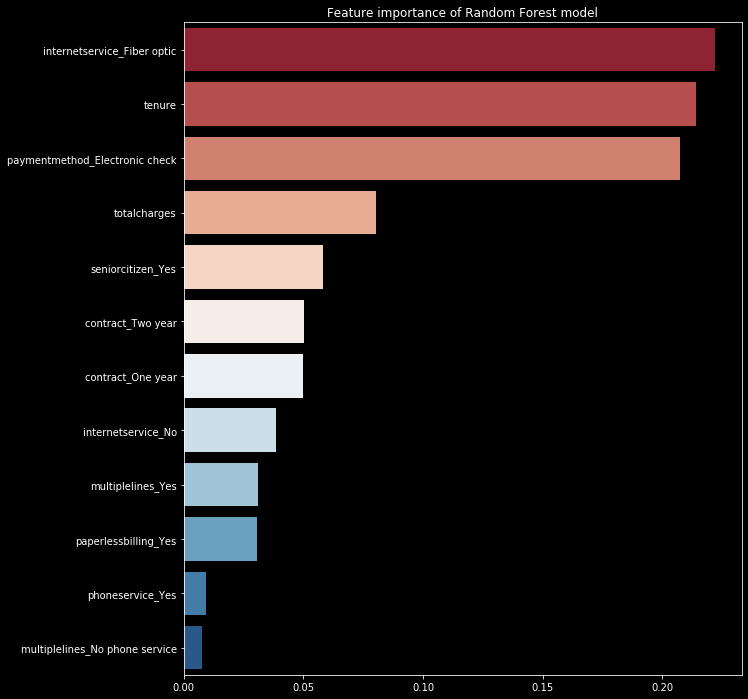 Feature importance of Random Forest model
internetservice_Fiber optic
tenure
paymentmethod_Electronic check
totalcharges
seniorcitizen_Yes
contract_Two year
contract_One year
internetservice_No
multiplelines_Yes
paperlessbilling_Yes
phoneservice_Yes
multiplelines_No phone service
0.00 0.05 0.10 0.15 0.20